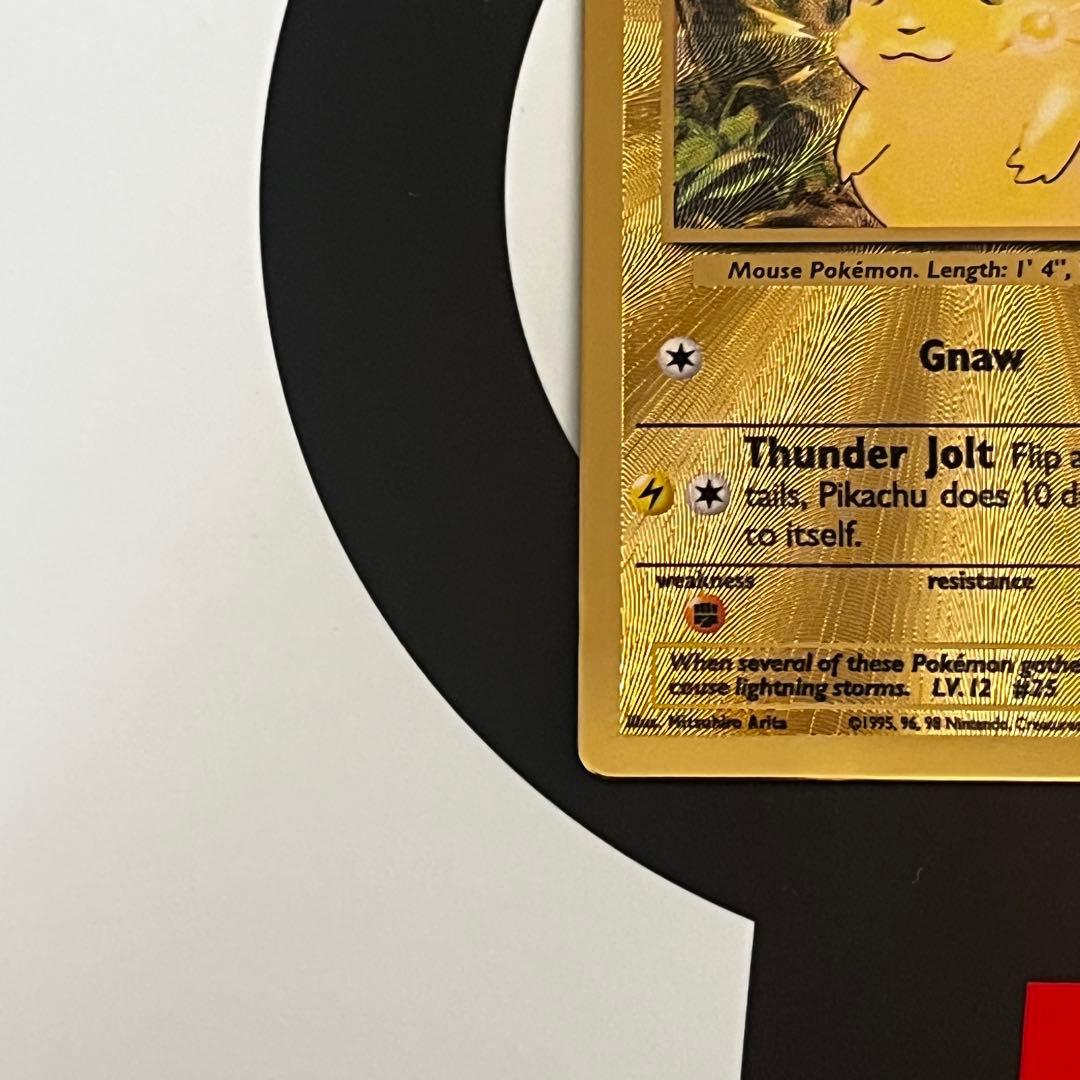 Mouse Pokémon. Length: 1' 4",
Gnaw
Thunder Jolt Flip a
tails, Pikachu does 10 d
to itself.
weakness resistance
When several of these Pokémon gathe
cause lightning storms. LV. 12 #25
Illus. Mitsuhiro Arita ©1995, 96, 98 Nintendo, Creatures